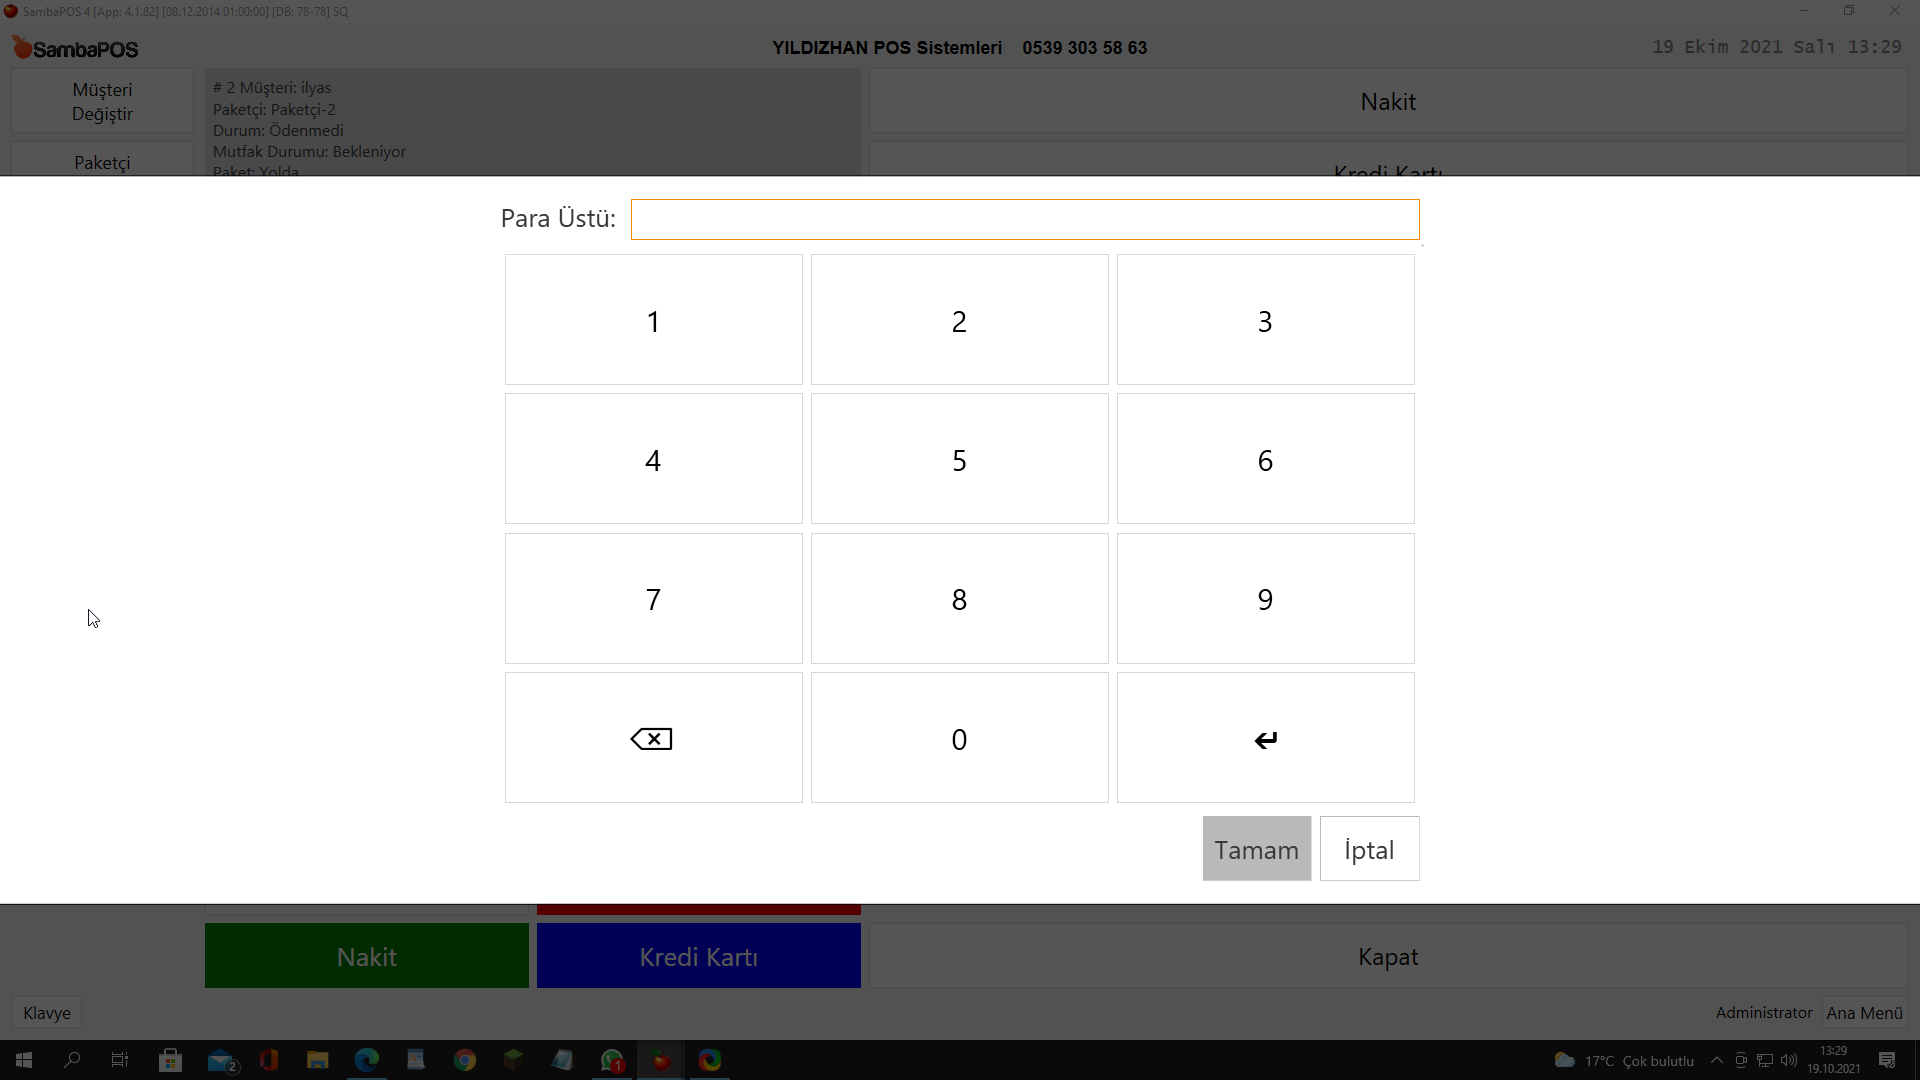 SambaPOS 4 [App: 4.1.82] [08.12.2014 01:00:00] [DB: 78-78] SQ
SambaPOS
YILDIZHAN POS Sistemleri 0539 303 58 63
19 Ekim 2021 Salı 13:29
Müşteri
Değiştir
# 2 Müşteri: ilyas
Paketçi: Paketçi-2
Durum: Ödenmedi
Mutfak Durumu: Bekleniyor
Paket: Yolda
Nakit
Paketçi
Kredi Kartı
Para Üstü:
1 2 3
4 5 6
7 8 9
0
Tamam İptal
Nakit
Kredi Kartı
Kapat
Klavye
Administrator
Ana Menü
2
1
17°C Çok bulutlu
13:29
19.10.2021